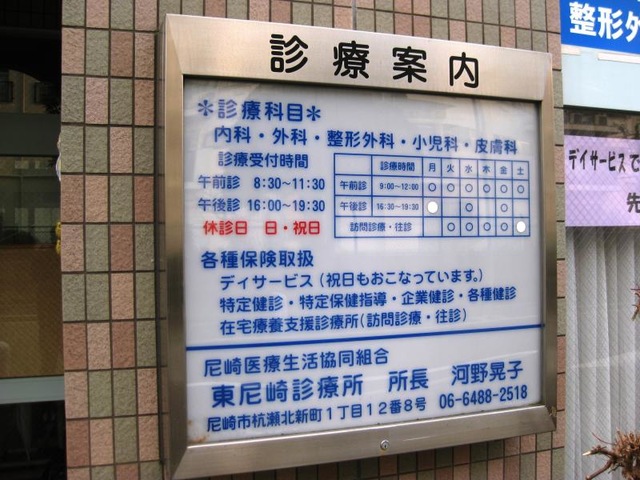 診療案内
整形外
デイサービスで
先
＊診療科目＊
内科・外科・整形外科・小児科・皮膚科
診療受付時間
午前診 8:30〜11:30
午後診 16:00〜19:30
休診日 日・祝日
診療時間 月 火 水 木 金 土
午前診 9:00〜12:00 ○ ○ ○ ○ ○ ○
午後診 16:30〜19:30 ● ○ ○ ○
訪問診療・往診 ○ ○ ○ ○ ●
各種保険取扱
デイサービス（祝日もおこなっています。）
特定健診・特定保健指導・企業健診・各種健診
在宅療養支援診療所（訪問診療・往診）
尼崎医療生活協同組合
東尼崎診療所 所長 河野晃子
尼崎市杭瀬北新町1丁目12番8号 06-6488-2518